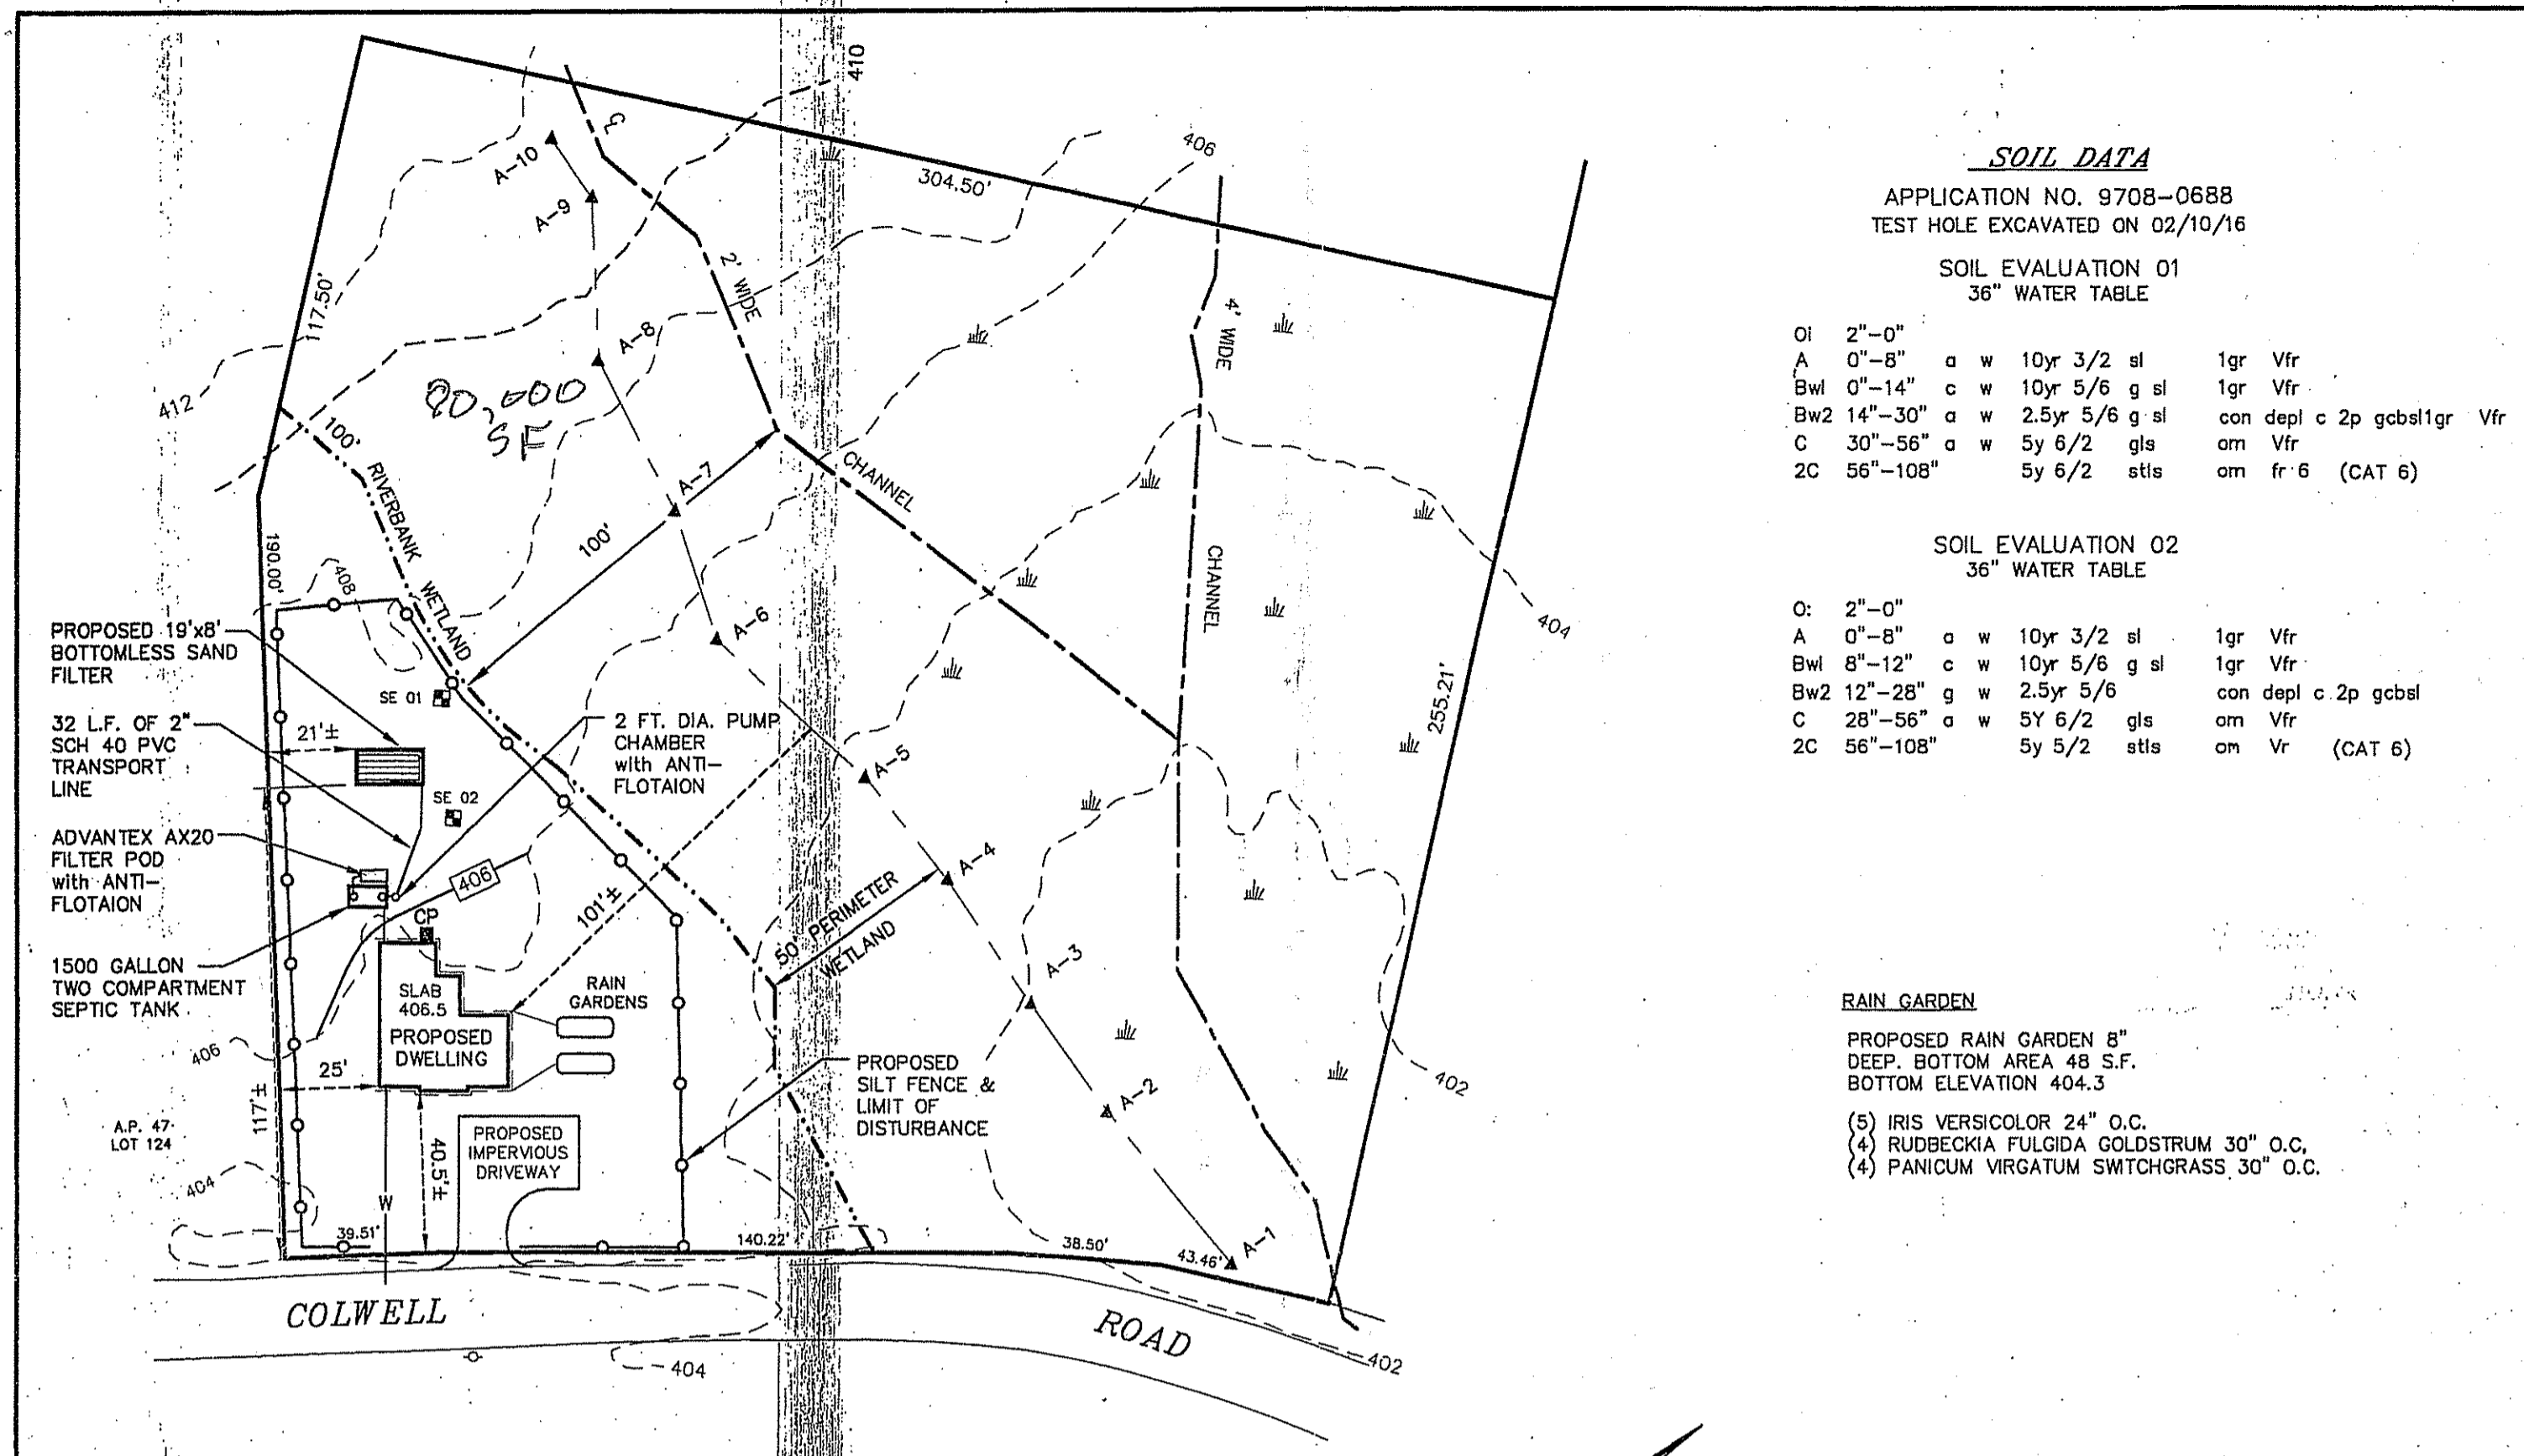 410
G
A-10
A-9
406
304.50'
2' WIDE
117.50'
A-8
4' WIDE
412
SF
100'
RIVERBANK
WETLAND
A-7
CHANNEL
CHANNEL
100'
190.00'
408
404
PROPOSED 19'x8'
BOTTOMLESS SAND
FILTER
A-6
SE 01
255.21'
32 L.F. OF 2"
SCH 40 PVC
TRANSPORT
LINE
21'±
2 FT. DIA. PUMP
CHAMBER
with ANTI-
FLOTAION
A-5
SE 02
ADVANTEX AX20
FILTER POD
with ANTI-
FLOTAION
406
A-4
CP
101'±
50' PERIMETER
WETLAND
1500 GALLON
TWO COMPARTMENT
SEPTIC TANK
A-3
SLAB
406.5
PROPOSED
DWELLING
RAIN
GARDENS
406
25'
PROPOSED
SILT FENCE &
LIMIT OF
DISTURBANCE
402
A-2
117'±
A.P. 47
LOT 124
40.5'±
PROPOSED
IMPERVIOUS
DRIVEWAY
404
W
39.51'
140.22'
38.50'
43.46'
A-1
COLWELL
ROAD
404
402
SOIL DATA
APPLICATION NO. 9708-0688
TEST HOLE EXCAVATED ON 02/10/16
SOIL EVALUATION 01
36" WATER TABLE
Oi 2"-0"
A 0"-8" a w 10yr 3/2 sl 1gr Vfr
Bwl 0"-14" c w 10yr 5/6 g sl 1gr Vfr
Bw2 14"-30" a w 2.5yr 5/6 g sl con depl c 2p gcbsl1gr Vfr
C 30"-56" a w 5y 6/2 gls om Vfr
2C 56"-108" 5y 6/2 stls om fr 6 (CAT 6)
SOIL EVALUATION 02
36" WATER TABLE
O: 2"-0"
A 0"-8" a w 10yr 3/2 sl 1gr Vfr
Bwl 8"-12" c w 10yr 5/6 g sl 1gr Vfr
Bw2 12"-28" g w 2.5yr 5/6 con depl c 2p gcbsl
C 28"-56" a w 5Y 6/2 gls om Vfr
2C 56"-108" 5y 5/2 stls om Vr (CAT 6)
RAIN GARDEN
PROPOSED RAIN GARDEN 8"
DEEP. BOTTOM AREA 48 S.F.
BOTTOM ELEVATION 404.3
(5) IRIS VERSICOLOR 24" O.C.
(4) RUDBECKIA FULGIDA GOLDSTRUM 30" O.C,
(4) PANICUM VIRGATUM SWITCHGRASS 30" O.C.